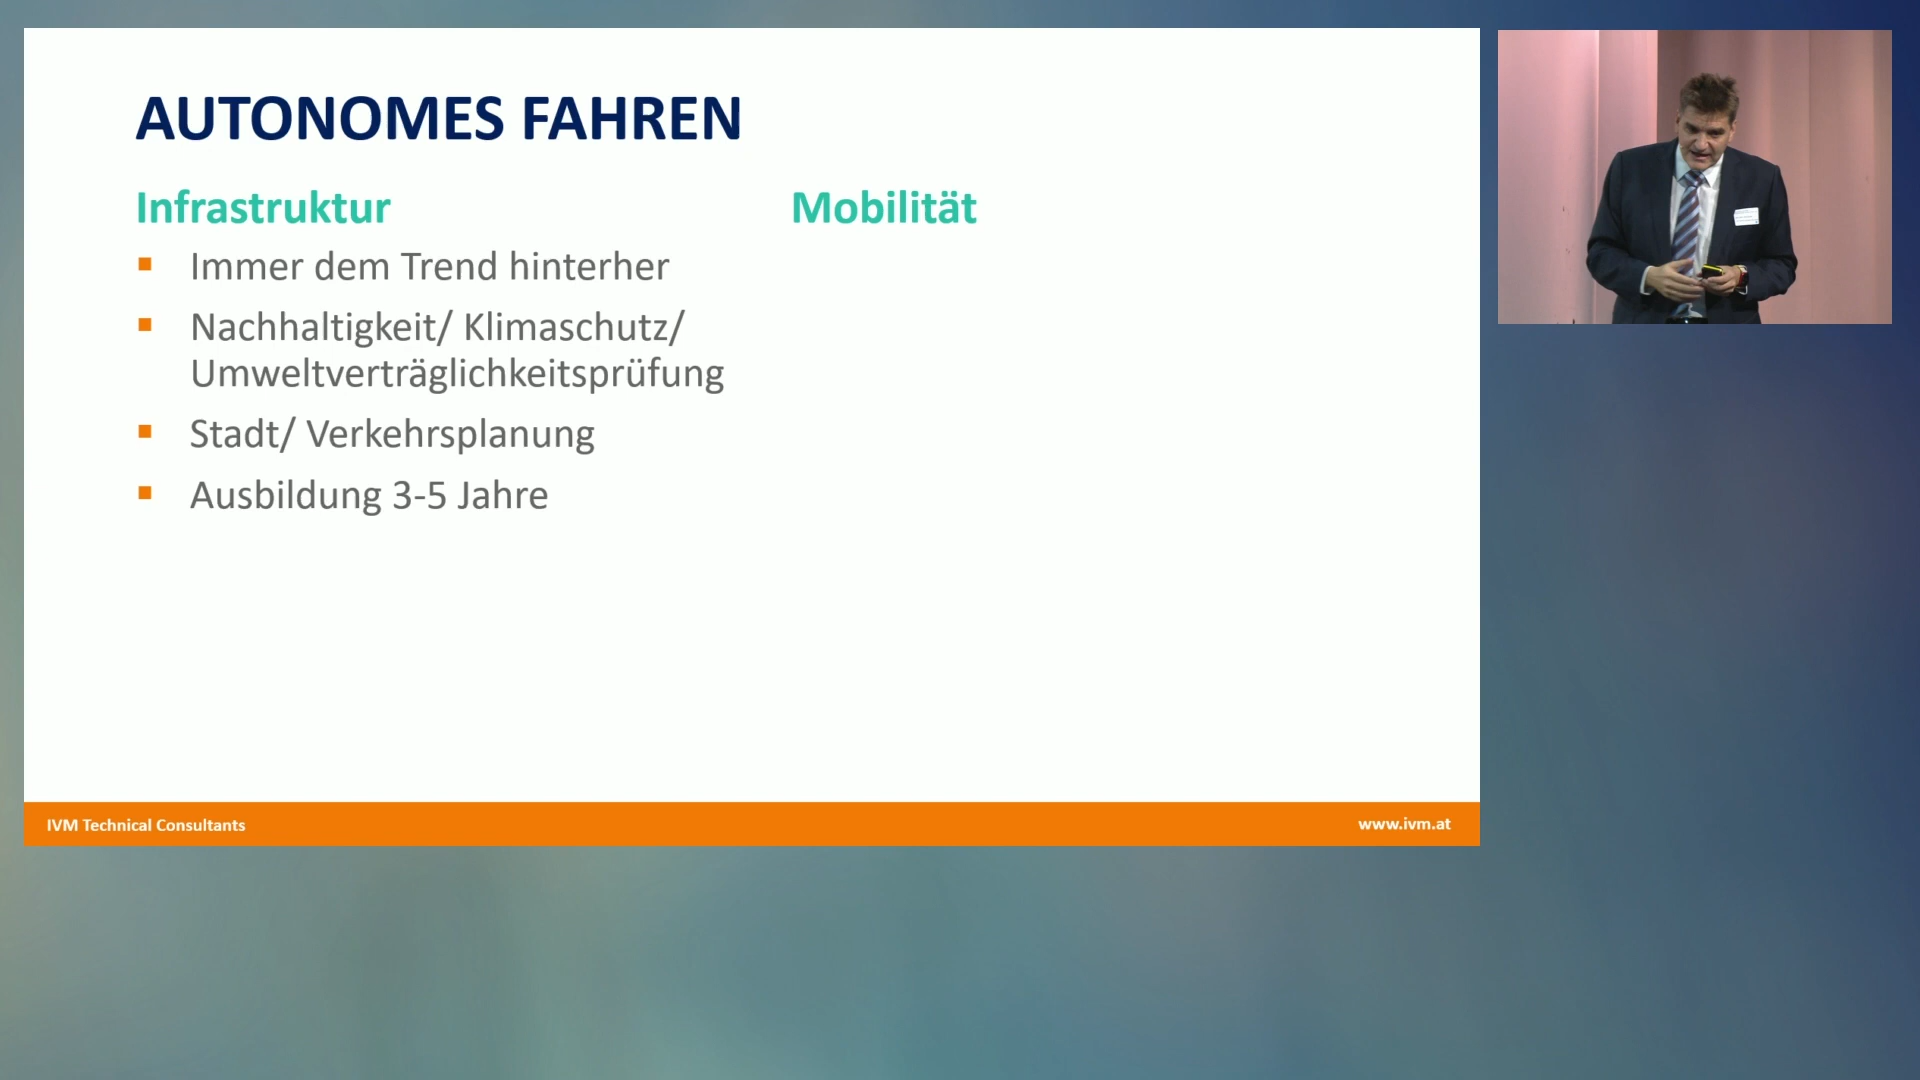 AUTONOMES FAHREN
Infrastruktur
Immer dem Trend hinterher
Nachhaltigkeit/ Klimaschutz/
Umweltverträglichkeitsprüfung
Stadt/ Verkehrsplanung
Ausbildung 3-5 Jahre
Mobilität
IVM Technical Consultants
www.ivm.at